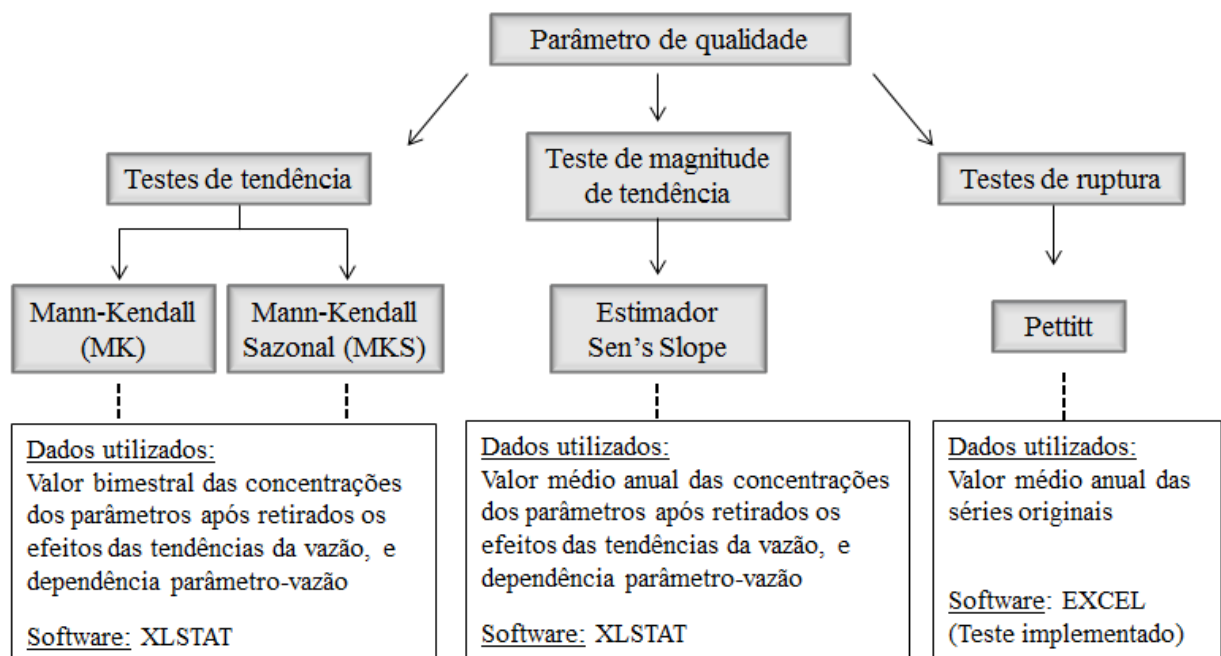 Parâmetro de qualidade
Testes de tendência
Teste de magnitude
de tendência
Testes de ruptura
Mann-Kendall
(MK)
Mann-Kendall
Sazonal (MKS)
Estimador
Sen’s Slope
Pettitt
Dados utilizados:
Valor bimestral das concentrações
dos parâmetros após retirados os
efeitos das tendências da vazão, e
dependência parâmetro-vazão
Software: XLSTAT
Dados utilizados:
Valor médio anual das concentrações
dos parâmetros após retirados os
efeitos das tendências da vazão, e
dependência parâmetro-vazão
Software: XLSTAT
Dados utilizados:
Valor médio anual das
séries originais
Software: EXCEL
(Teste implementado)